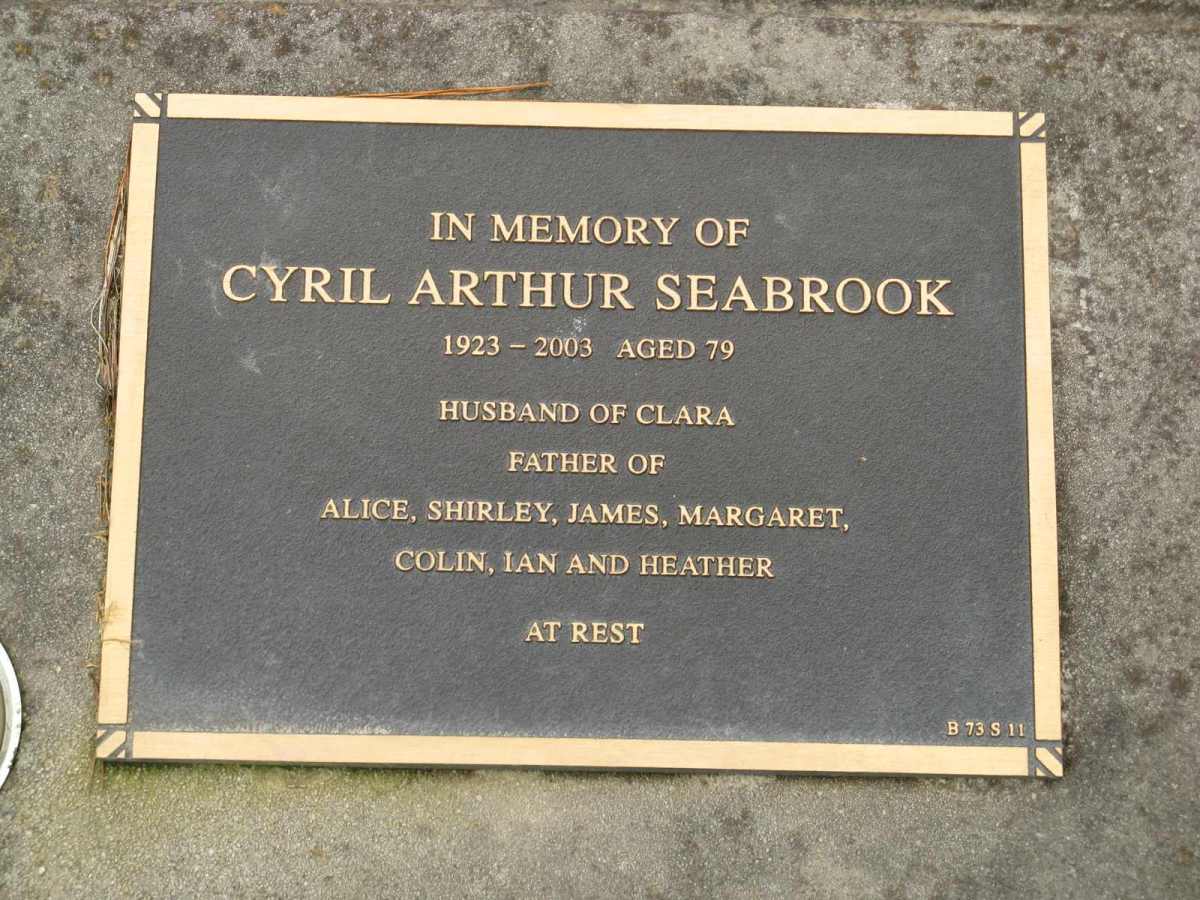 IN MEMORY OF
CYRIL ARTHUR SEABROOK
1923 – 2003 AGED 79
HUSBAND OF CLARA
FATHER OF
ALICE, SHIRLEY, JAMES, MARGARET,
COLIN, IAN AND HEATHER
AT REST
B 73 S 11